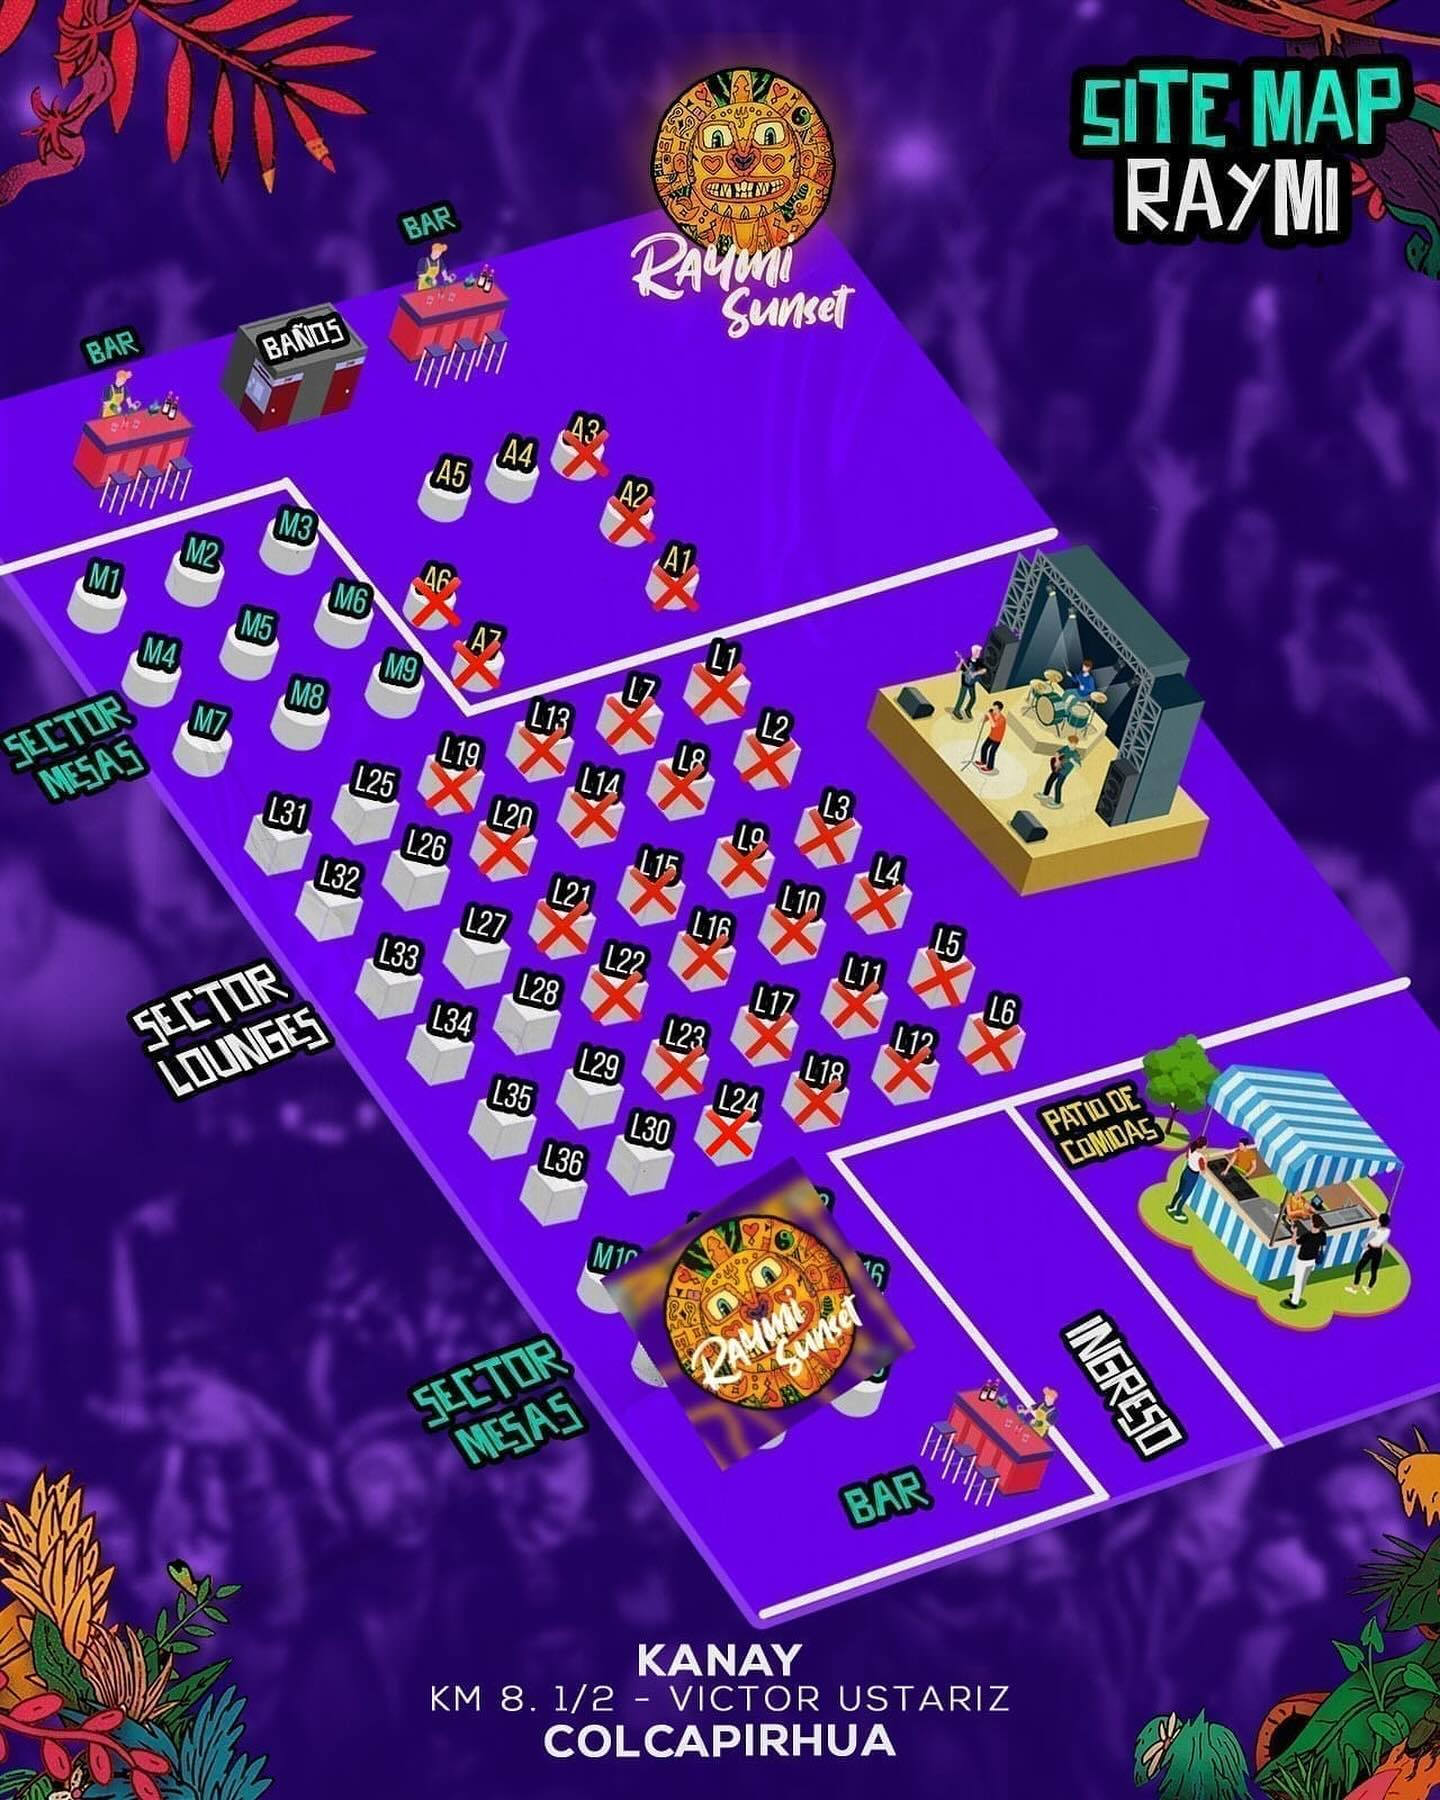 SITE MAP
RAYMI
Raymi
Sunset
BAR
BAÑOS
BAR
A3
A4
A5
A2
A1
A6
A7
M3
M2
M1
M6
M5
M4
M9
M8
M7
SECTOR
MESAS
L1
L7
L13
L19
L25
L31
L2
L8
L14
L20
L26
L32
L3
L9
L15
L21
L27
L33
L4
L10
L16
L22
L28
L34
L5
L11
L17
L23
L29
L35
L6
L12
L18
L24
L30
L36
SECTOR
LOUNGES
PATIO DE
COMIDAS
M10
16
Raymi
Sunset
SECTOR
MESAS
INGRESO
BAR
KANAY
KM 8. 1/2 - VICTOR USTARIZ
COLCAPIRHUA